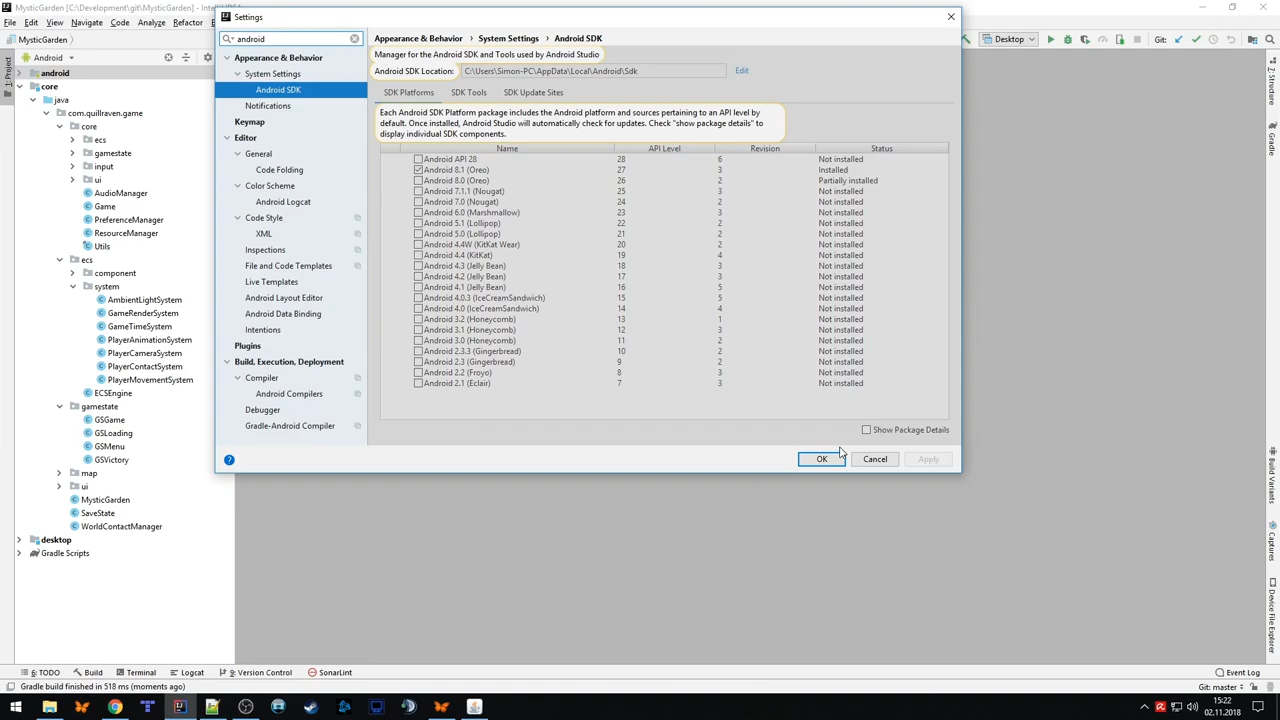 MysticGarden [C:\Development\git\MysticGarden] - IntelliJ IDEA
Settings
File Edit View Navigate Code Analyze Refactor
MysticGarden
Desktop
Git:
android
Appearance & Behavior
System Settings
Android SDK
Notifications
Keymap
Editor
General
Code Folding
Color Scheme
Android Logcat
Code Style
XML
Inspections
File and Code Templates
Live Templates
Android Layout Editor
Android Data Binding
Intentions
Plugins
Build, Execution, Deployment
Compiler
Android Compilers
Debugger
Gradle-Android Compiler
Appearance & Behavior > System Settings > Android SDK
Manager for the Android SDK and Tools used by Android Studio
Android SDK Location: C:\Users\Simon-PC\AppData\Local\Android\Sdk Edit
SDK Platforms SDK Tools SDK Update Sites
Each Android SDK Platform package includes the Android platform and sources pertaining to an API level by
default. Once installed, Android Studio will automatically check for updates. Check "show package details" to
display individual SDK components.
Name API Level Revision Status
Android API 28 28 6 Not installed
Android 8.1 (Oreo) 27 3 Installed
Android 8.0 (Oreo) 26 2 Partially installed
Android 7.1.1 (Nougat) 25 3 Not installed
Android 7.0 (Nougat) 24 2 Not installed
Android 6.0 (Marshmallow) 23 3 Not installed
Android 5.1 (Lollipop) 22 2 Not installed
Android 5.0 (Lollipop) 21 2 Not installed
Android 4.4W (KitKat Wear) 20 2 Not installed
Android 4.4 (KitKat) 19 4 Not installed
Android 4.3 (Jelly Bean) 18 3 Not installed
Android 4.2 (Jelly Bean) 17 3 Not installed
Android 4.1 (Jelly Bean) 16 5 Not installed
Android 4.0.3 (IceCreamSandwich) 15 5 Not installed
Android 4.0 (IceCreamSandwich) 14 4 Not installed
Android 3.2 (Honeycomb) 13 1 Not installed
Android 3.1 (Honeycomb) 12 3 Not installed
Android 3.0 (Honeycomb) 11 2 Not installed
Android 2.3.3 (Gingerbread) 10 2 Not installed
Android 2.3 (Gingerbread) 9 2 Not installed
Android 2.2 (Froyo) 8 3 Not installed
Android 2.1 (Eclair) 7 3 Not installed
Show Package Details
OK Cancel Apply
?
1: Project
Android
android
core
java
com.quillraven.game
core
ecs
gamestate
input
ui
AudioManager
Game
PreferenceManager
ResourceManager
Utils
ecs
component
system
AmbientLightSystem
GameRenderSystem
GameTimeSystem
PlayerAnimationSystem
PlayerCameraSystem
PlayerContactSystem
PlayerMovementSystem
ECSEngine
gamestate
GSGame
GSLoading
GSMenu
GSVictory
map
ui
MysticGarden
SaveState
WorldContactManager
desktop
Gradle Scripts
7: Structure
Gradle
Build Variants
Captures
Device File Explorer
6: TODO Build Terminal Logcat 9: Version Control SonarLint Event Log
Gradle build finished in 518 ms (moments ago) Git: master
15:22
02.11.2018